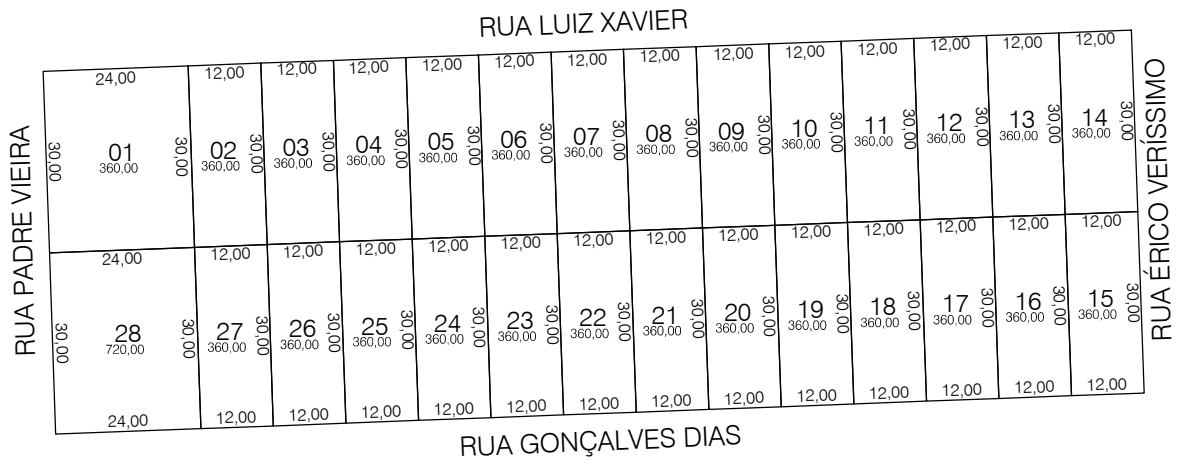 RUA LUIZ XAVIER
24,00 12,00 12,00 12,00 12,00 12,00 12,00 12,00 12,00 12,00 12,00 12,00 12,00 12,00
RUA PADRE VIEIRA
RUA ÉRICO VERÍSSIMO
30,00 01 30,00 02 30,00 03 30,00 04 30,00 05 30,00 06 30,00 07 30,00 08 30,00 09 30,00 10 30,00 11 30,00 12 30,00 13 30,00 14 30,00
360,00 360,00 360,00 360,00 360,00 360,00 360,00 360,00 360,00 360,00 360,00 360,00 360,00 360,00
24,00 12,00 12,00 12,00 12,00 12,00 12,00 12,00 12,00 12,00 12,00 12,00 12,00 12,00
30,00 28 30,00 27 30,00 26 30,00 25 30,00 24 30,00 23 30,00 22 30,00 21 30,00 20 30,00 19 30,00 18 30,00 17 30,00 16 30,00 15 30,00
720,00 360,00 360,00 360,00 360,00 360,00 360,00 360,00 360,00 360,00 360,00 360,00 360,00 360,00
24,00 12,00 12,00 12,00 12,00 12,00 12,00 12,00 12,00 12,00 12,00 12,00 12,00 12,00
RUA GONÇALVES DIAS